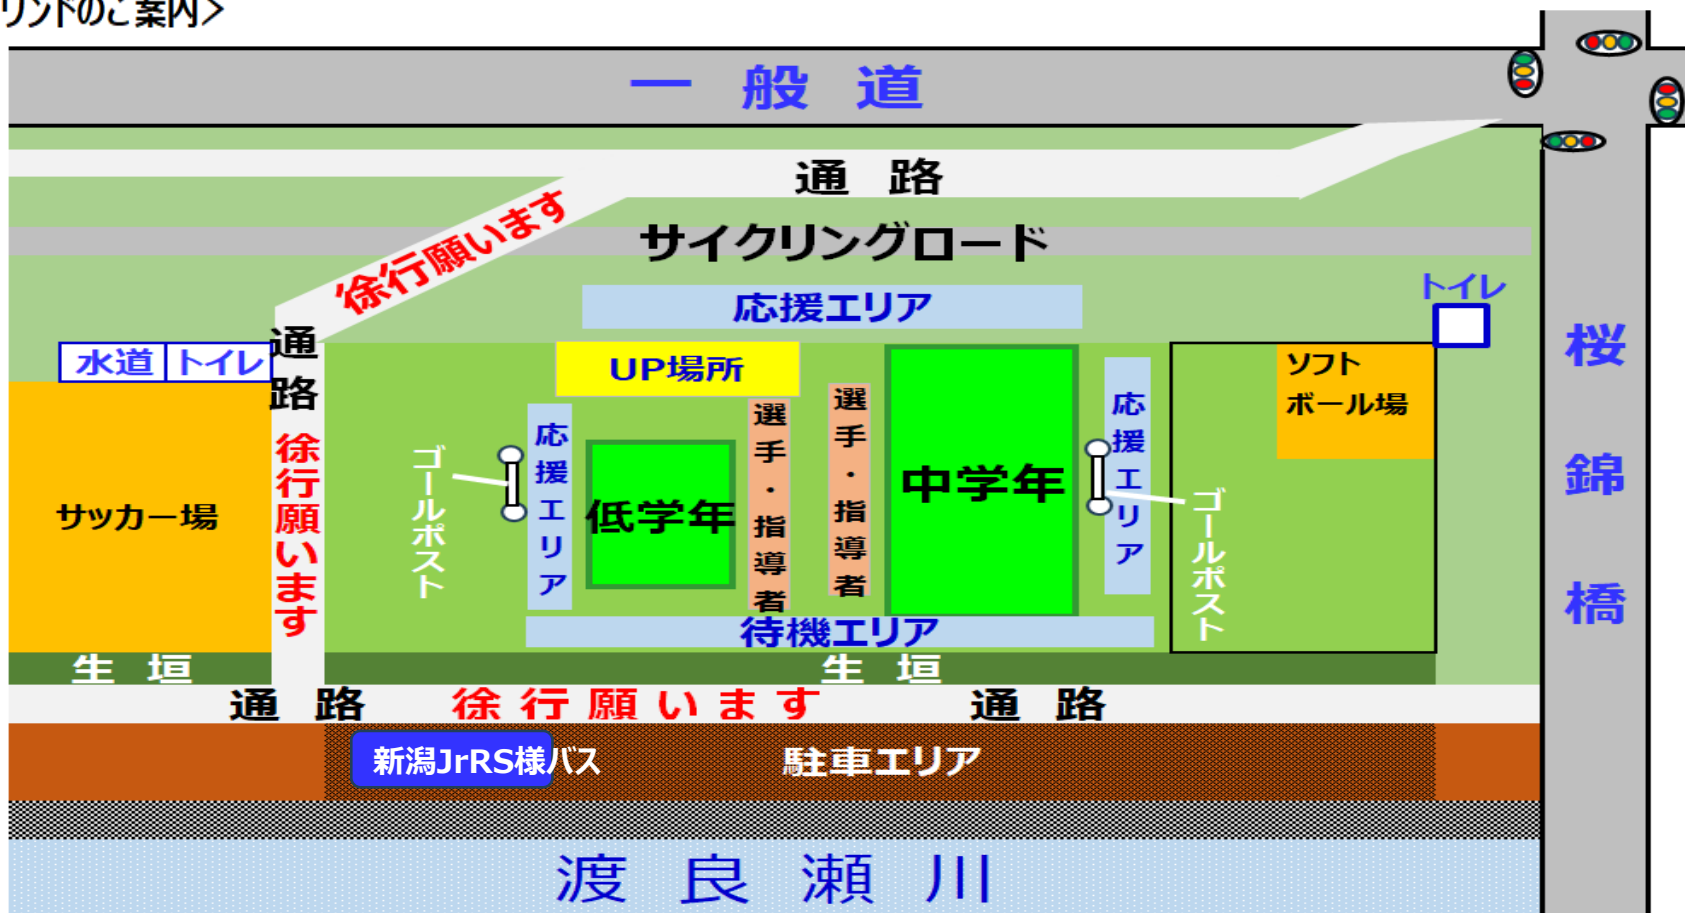 リンドのご案内>
一 般 道
通 路
徐行願います
サイクリングロード
トイレ
応援エリア
通路
水道
トイレ
UP場所
ソフト
ボール場
桜錦橋
選手・指導者
選手・指導者
応援エリア
応援エリア
ゴールポスト
徐行願います
中学年
低学年
サッカー場
ゴールポスト
待機エリア
生 垣
生 垣
通 路
徐行願います
通 路
新潟JrRS様バス
駐車エリア
渡良瀬川